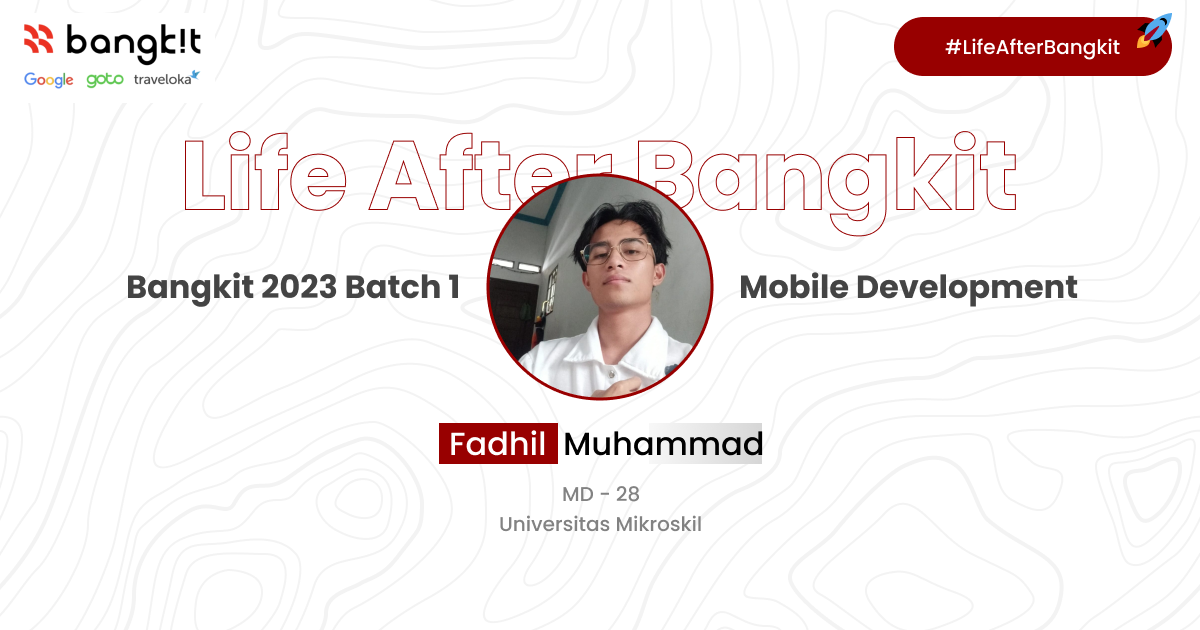 bangk!t
Google goto traveloka
#LifeAfterBangkit
Life After Bangkit
Bangkit 2023 Batch 1
Mobile Development
Fadhil Muhammad
MD - 28
Universitas Mikroskil